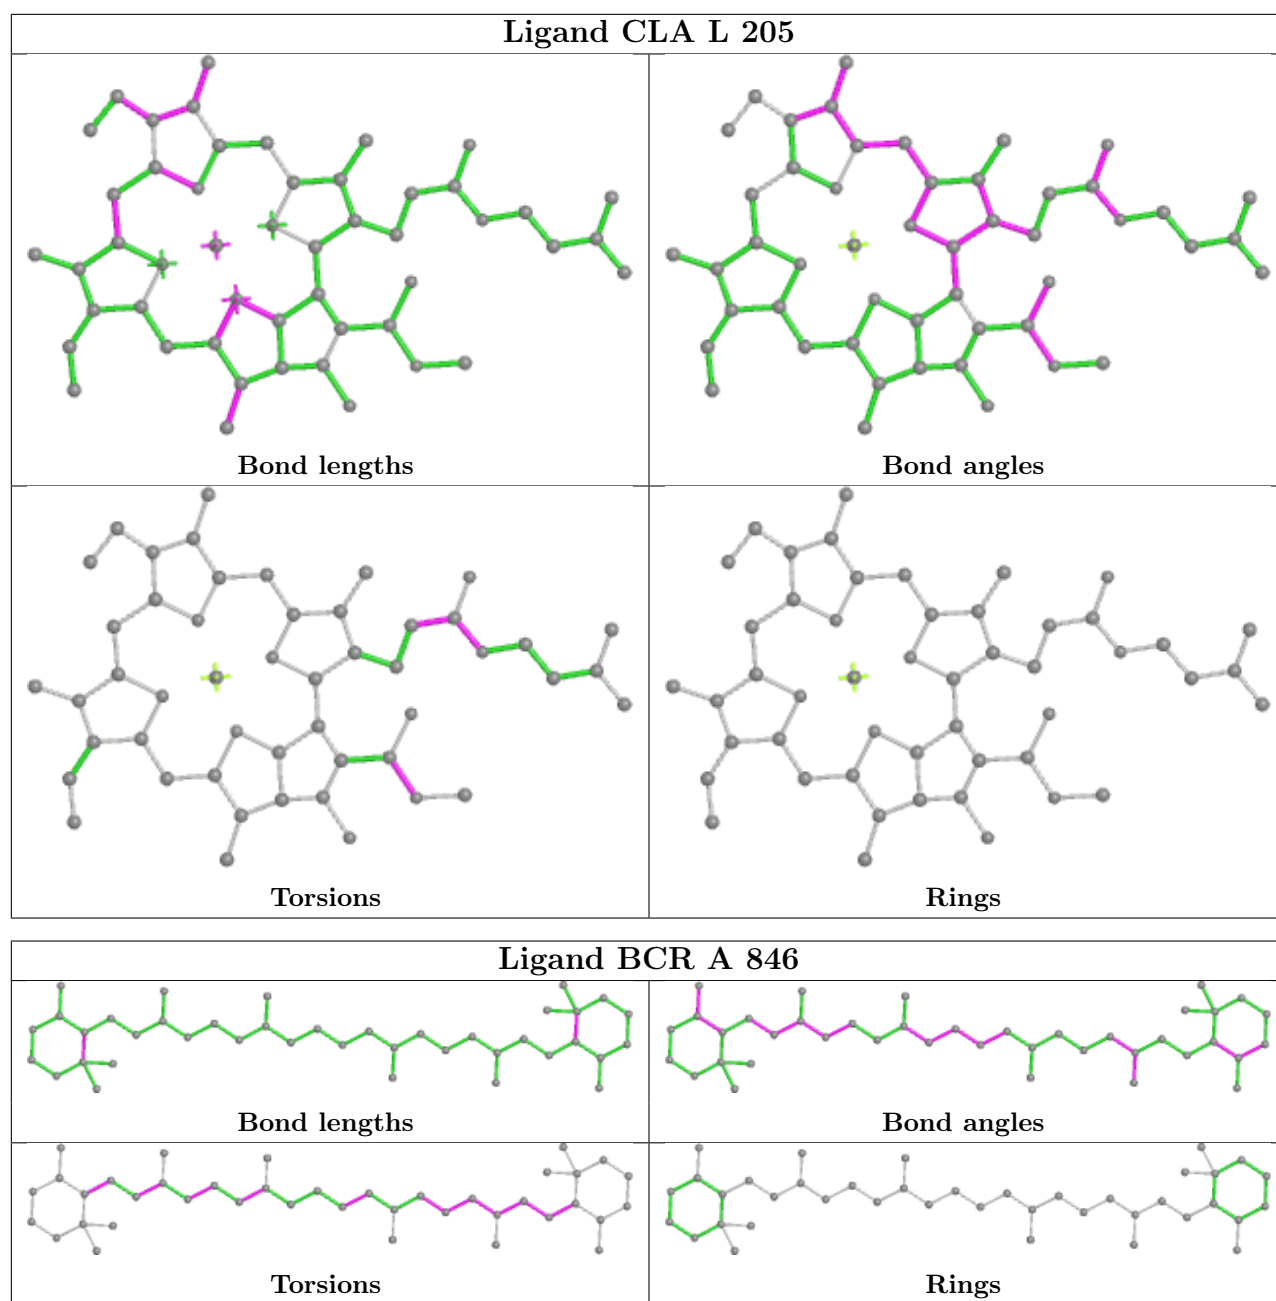 Ligand CLA L 205
Bond lengths
Bond angles
Torsions
Rings
Ligand BCR A 846
Bond lengths
Bond angles
Torsions
Rings